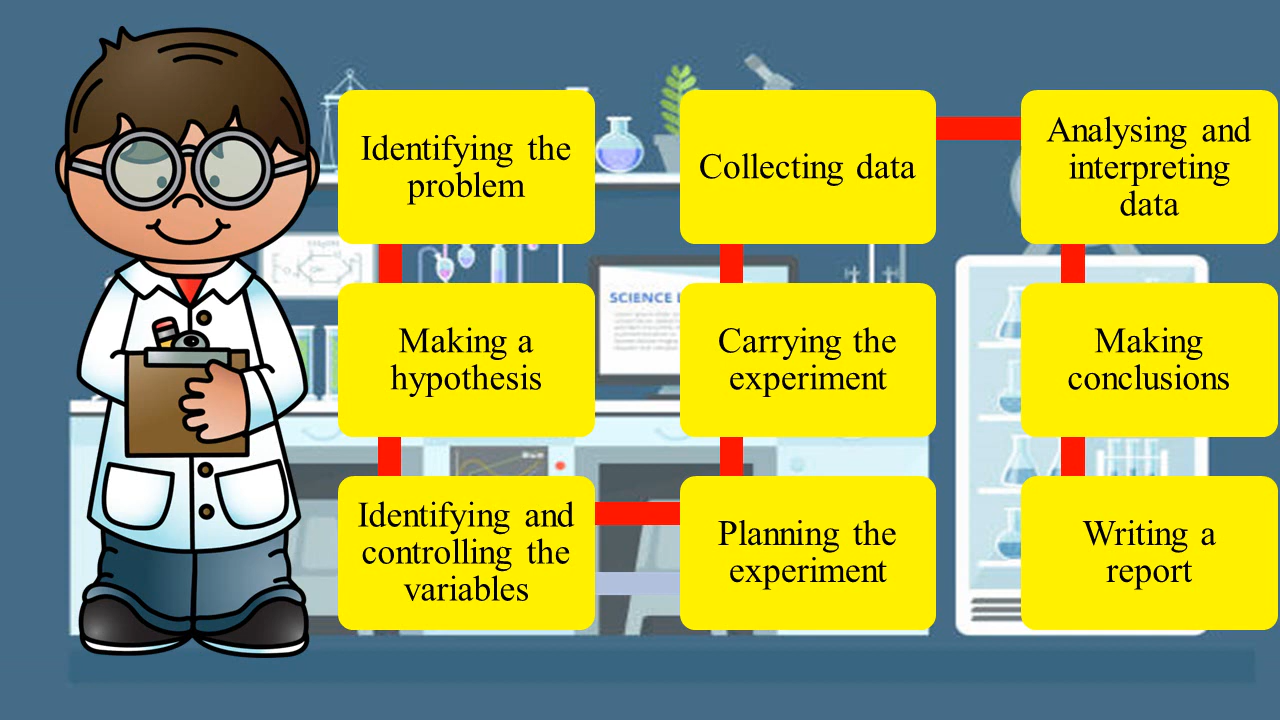 Identifying the
problem
Making a
hypothesis
Identifying and
controlling the
variables
Planning the
experiment
Carrying the
experiment
Collecting data
Analysing and
interpreting
data
Making
conclusions
Writing a
report
SCIENCE L